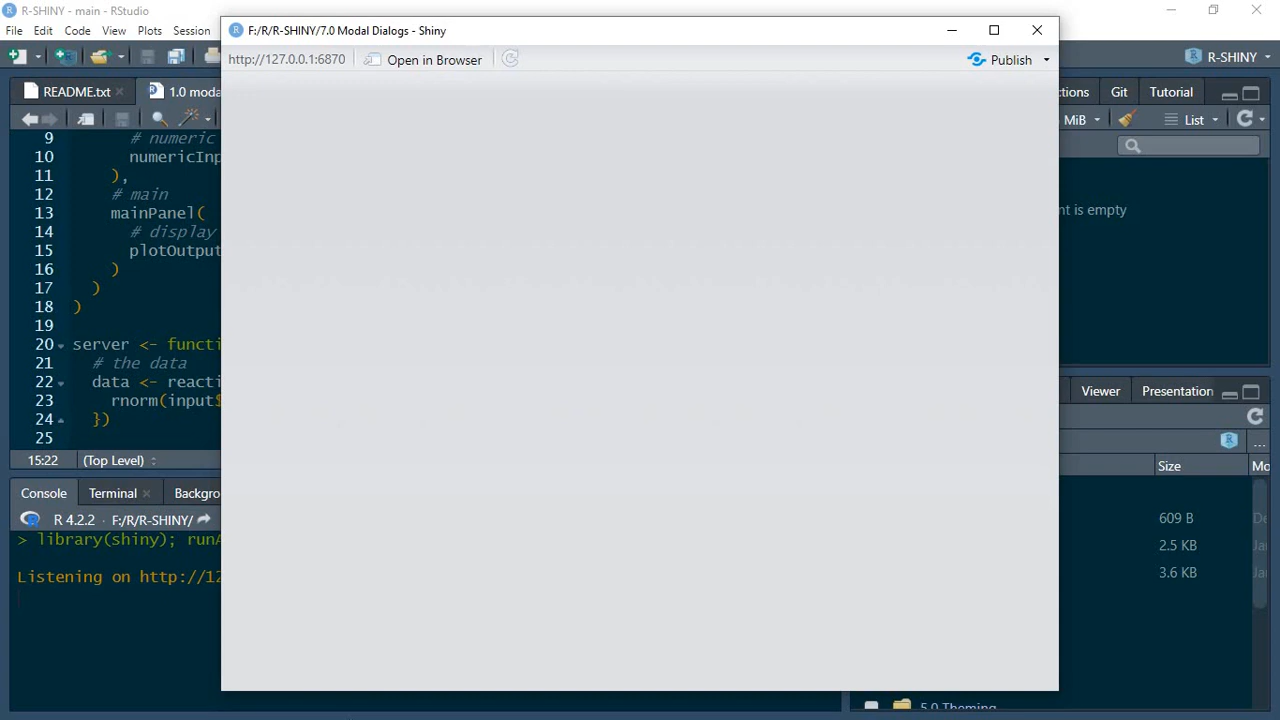 R-SHINY - main - RStudio
File Edit Code View Plots Session
F:/R/R-SHINY/7.0 Modal Dialogs - Shiny
http://127.0.0.1:6870 Open in Browser Publish
R-SHINY
README.txt 1.0 moda
ctions Git Tutorial
MiB List
nt is empty
9 # numeric
10 numericInp
11 ),
12 # main
13 mainPanel(
14 # display
15 plotOutput
16 )
17 )
18 )
19
20 server <- functi
21 # the data
22 data <- reacti
23 rnorm(input$
24 })
25
15:22 (Top Level)
Viewer Presentation
...
Size Mo
609 B De
2.5 KB Ja
3.6 KB Ja
5.0 Theming
Console Terminal Backgro
R 4.2.2 · F:/R/R-SHINY/
> library(shiny); runA
Listening on http://12